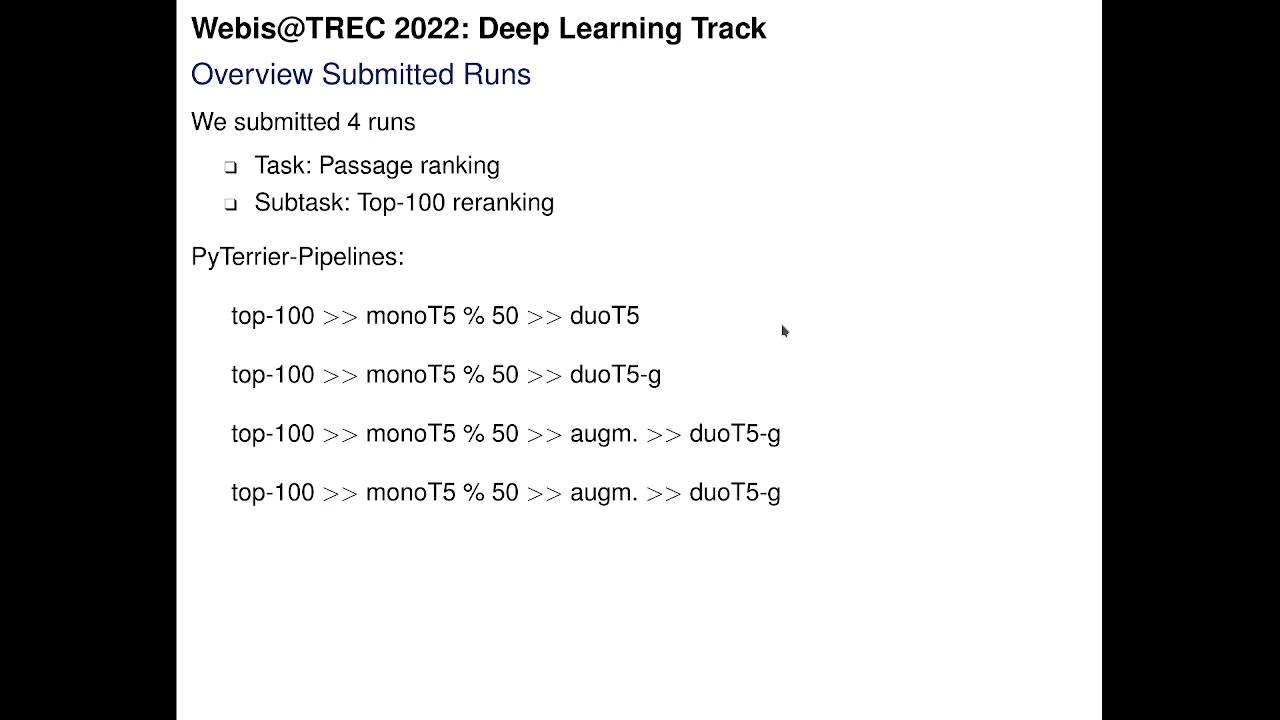 Webis@TREC 2022: Deep Learning Track
Overview Submitted Runs
We submitted 4 runs
❏ Task: Passage ranking
❏ Subtask: Top-100 reranking
PyTerrier-Pipelines:
top-100 >> monoT5 % 50 >> duoT5
top-100 >> monoT5 % 50 >> duoT5-g
top-100 >> monoT5 % 50 >> augm. >> duoT5-g
top-100 >> monoT5 % 50 >> augm. >> duoT5-g